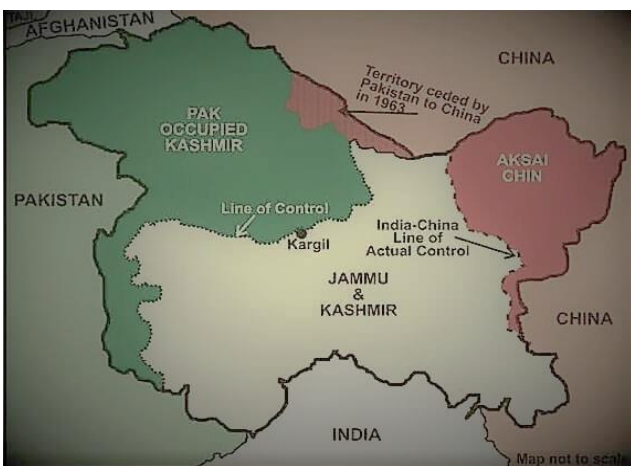 TAJI
AFGHANISTAN
CHINA
Territory ceded by
Pakistan to China
in 1963
PAK
OCCUPIED
KASHMIR
AKSAI
CHIN
PAKISTAN
Line of Control
India-China
Line of
Actual Control
Kargil
JAMMU
&
KASHMIR
CHINA
INDIA
Map not to scale